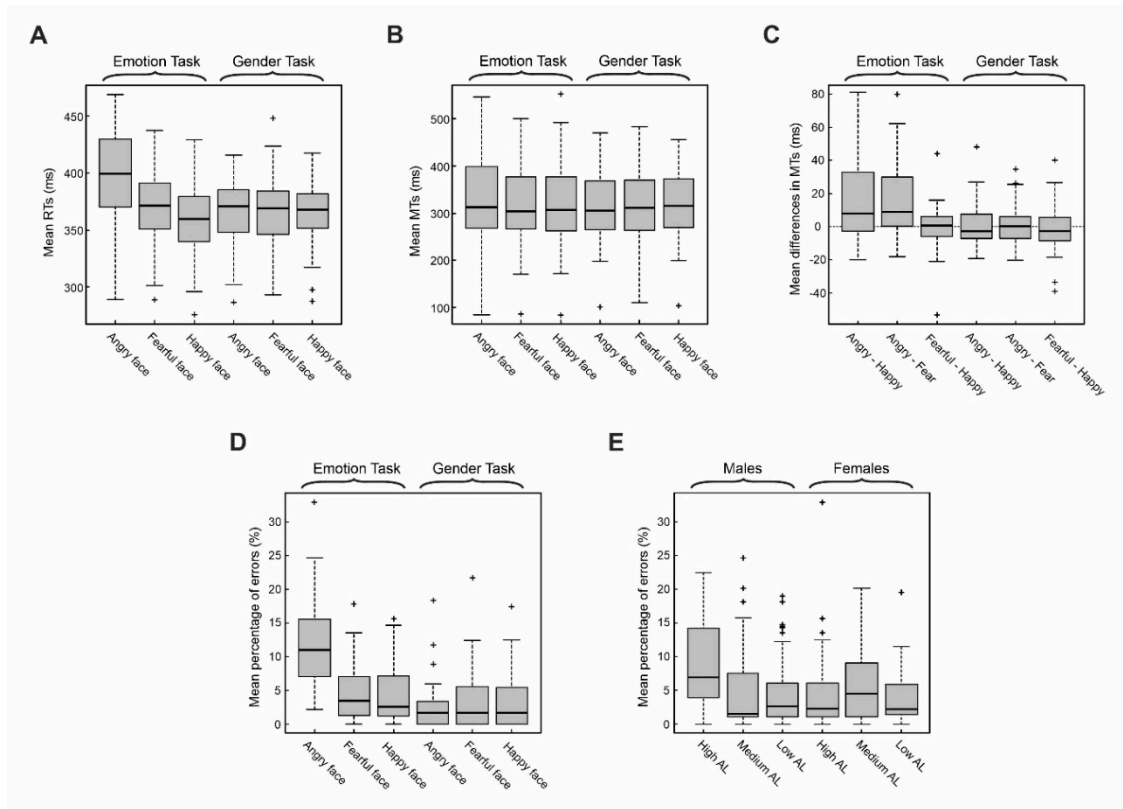 A
Emotion Task Gender Task
Mean RTs (ms)
450
400
350
300
Angry face
Fearful face
Happy face
Angry face
Fearful face
Happy face
B
Emotion Task Gender Task
Mean MTs (ms)
500
400
300
200
100
Angry face
Fearful face
Happy face
Angry face
Fearful face
Happy face
C
Emotion Task Gender Task
Mean differences in MTs (ms)
80
60
40
20
0
-20
-40
Angry - Happy
Angry - Fear
Fearful - Happy
Angry - Happy
Angry - Fear
Fearful - Happy
D
Emotion Task Gender Task
Mean percentage of errors (%)
30
25
20
15
10
5
0
Angry face
Fearful face
Happy face
Angry face
Fearful face
Happy face
E
Males Females
Mean percentage of errors (%)
30
25
20
15
10
5
0
High AL
Medium AL
Low AL
High AL
Medium AL
Low AL